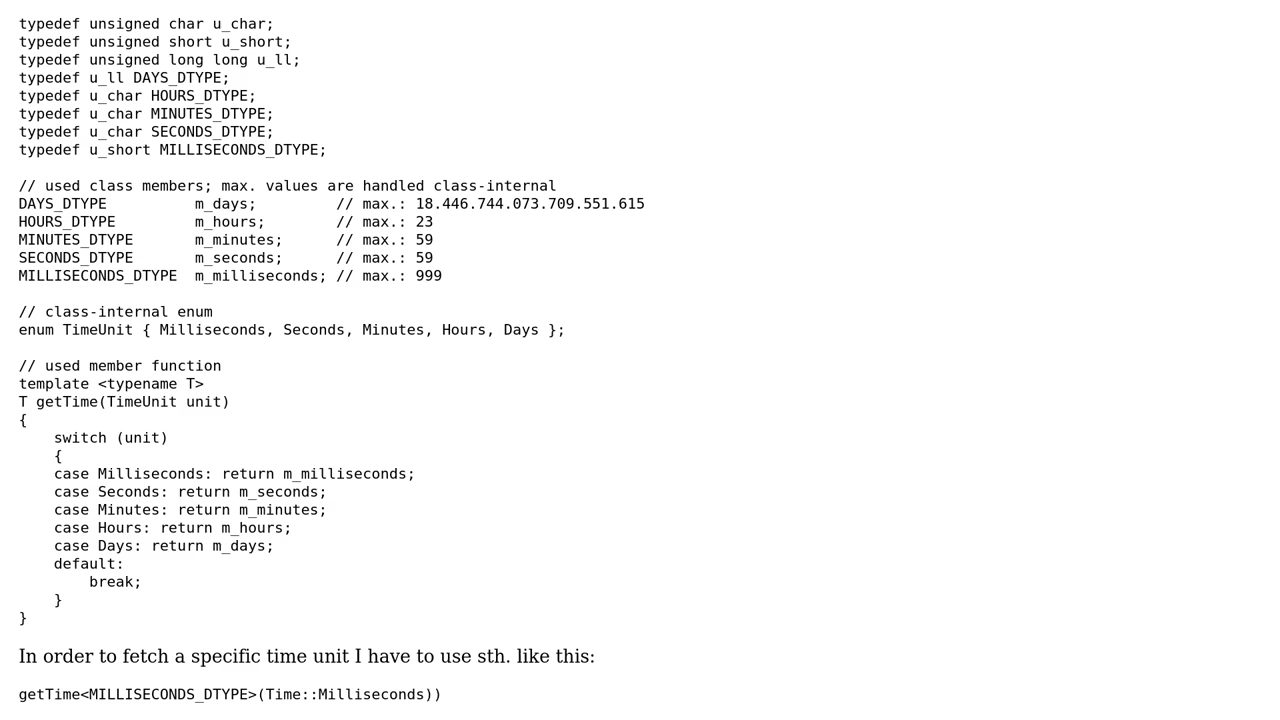 typedef unsigned char u_char;
typedef unsigned short u_short;
typedef unsigned long long u_ll;
typedef u_ll DAYS_DTYPE;
typedef u_char HOURS_DTYPE;
typedef u_char MINUTES_DTYPE;
typedef u_char SECONDS_DTYPE;
typedef u_short MILLISECONDS_DTYPE;

// used class members; max. values are handled class-internal
DAYS_DTYPE          m_days;         // max.: 18.446.744.073.709.551.615
HOURS_DTYPE         m_hours;        // max.: 23
MINUTES_DTYPE       m_minutes;      // max.: 59
SECONDS_DTYPE       m_seconds;      // max.: 59
MILLISECONDS_DTYPE  m_milliseconds; // max.: 999

// class-internal enum
enum TimeUnit { Milliseconds, Seconds, Minutes, Hours, Days };

// used member function
template <typename T>
T getTime(TimeUnit unit)
{
    switch (unit)
    {
    case Milliseconds: return m_milliseconds;
    case Seconds: return m_seconds;
    case Minutes: return m_minutes;
    case Hours: return m_hours;
    case Days: return m_days;
    default:
        break;
    }
}

In order to fetch a specific time unit I have to use sth. like this:

getTime<MILLISECONDS_DTYPE>(Time::Milliseconds))